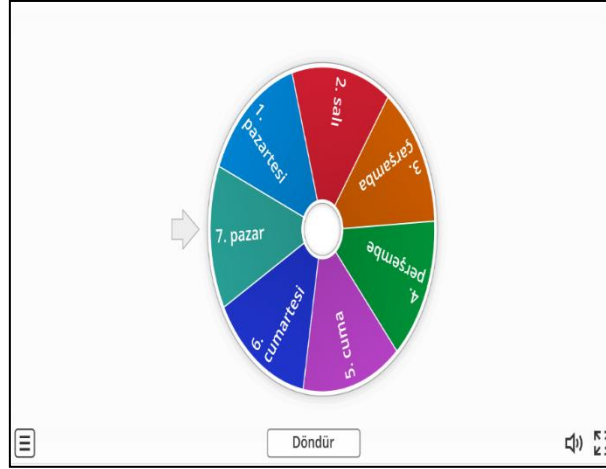 1.
pazartesi
2. salı
3.
çarşamba
4.
perşembe
5. cuma
6.
cumartesi
7. pazar
Döndür